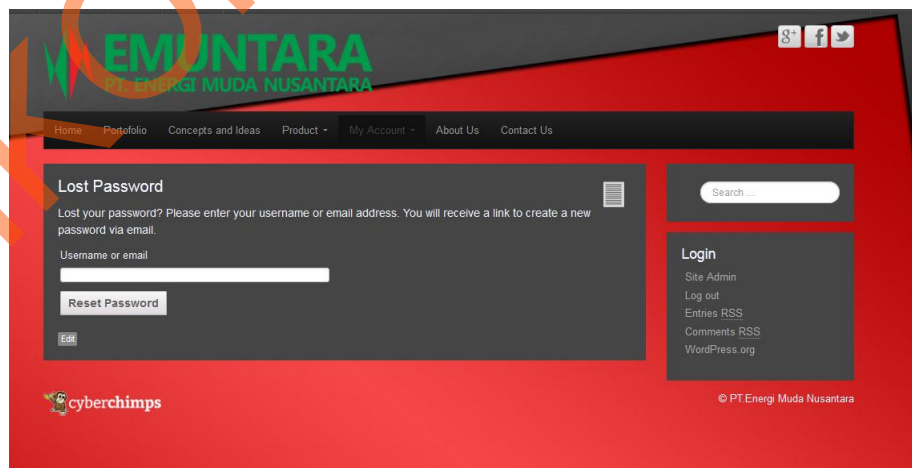 EMUNTARA
PT. ENERGI MUDA NUSANTARA
8+ f
Home Portofolio Concepts and Ideas Product My Account About Us Contact Us
Lost Password
Lost your password? Please enter your username or email address. You will receive a link to create a new
password via email.
Username or email
Reset Password
Edit
Search ...
Login
Site Admin
Log out
Entries RSS
Comments RSS
WordPress.org
cyberchimps
© PT.Energi Muda Nusantara